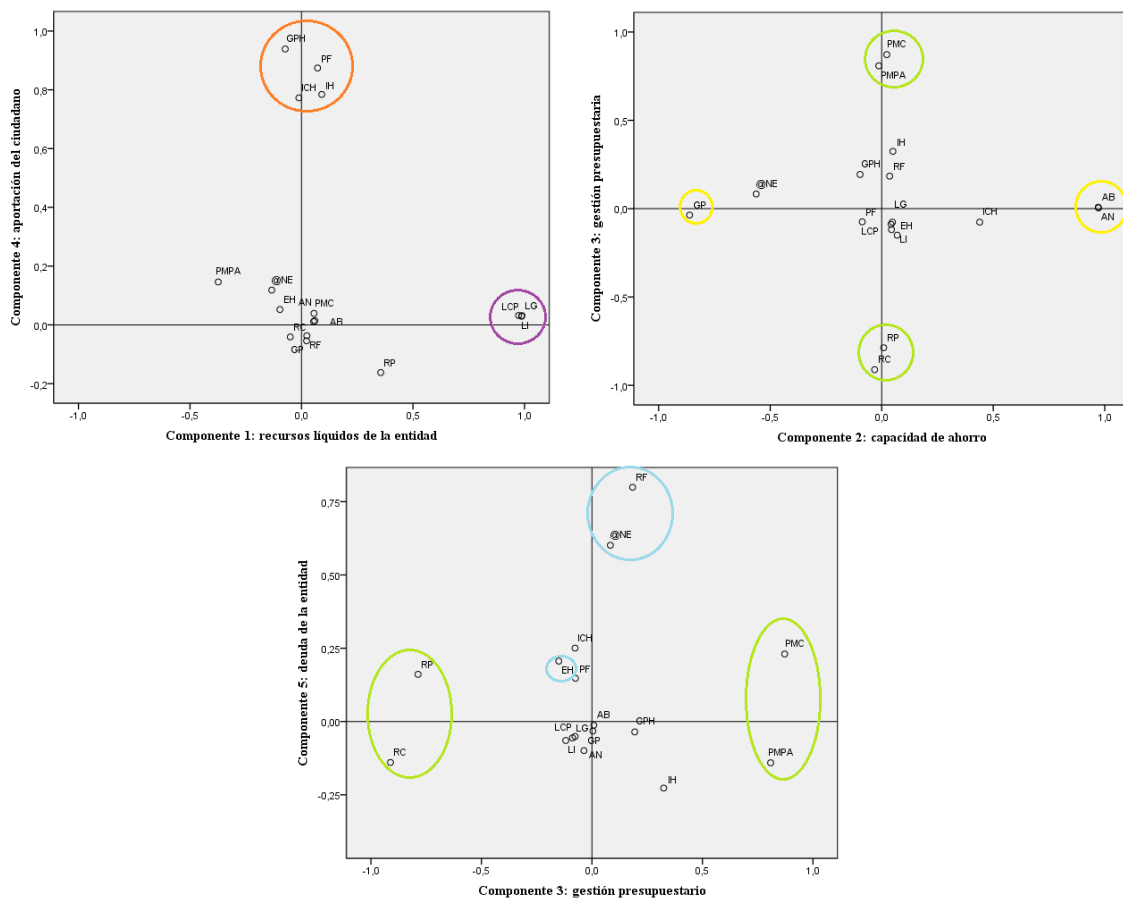 1,0
0,8
0,6
0,4
0,2
0,0
-0,2
-1,0 -0,5 0,0 0,5 1,0
Componente 4: aportación del ciudadano
Componente 1: recursos líquidos de la entidad
GPH
PF
ICH IH
PMPA
@NE
EH AN PMC
AB
RC
GP RF
RP
LCP LG
LI
1,0
0,5
0,0
-0,5
-1,0
-1,0 -0,5 0,0 0,5 1,0
Componente 3: gestión presupuestaria
Componente 2: capacidad de ahorro
PMC
PMPA
IH
GPH RF
@NE
GP
LG
AB
AN
PF EH ICH
LCP LI
RP
RC
0,75
0,50
0,25
0,00
-0,25
-1,0 -0,5 0,0 0,5 1,0
Componente 5: deuda de la entidad
Componente 3: gestión presupuestario
RF
@NE
ICH
EH PF
RP
PMC
AB
LCP LG GPH
LI GP
AN
RC
PMPA
IH